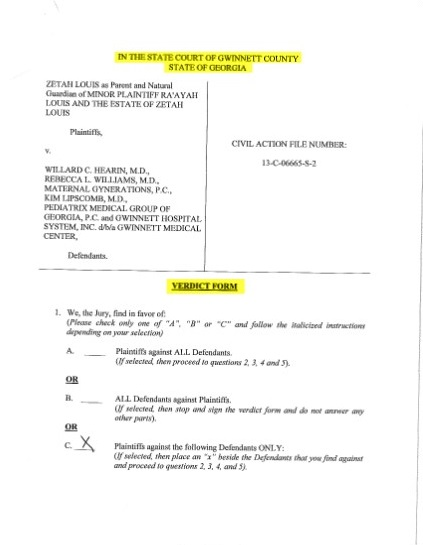 IN THE STATE COURT OF GWINNETT COUNTY
STATE OF GEORGIA
ZETAH LOUIS as Parent and Natural
Guardian of MINOR PLAINTIFF RA'AYAH
LOUIS AND THE ESTATE OF ZETAH
LOUIS
Plaintiffs,
v.
WILLARD C. HEARIN, M.D.,
REBECCA L. WILLIAMS, M.D.,
MATERNAL GYNERATIONS, P.C.,
KIM LIPSCOMB, M.D.,
PEDIATRIX MEDICAL GROUP OF
GEORGIA, P.C. and GWINNETT HOSPITAL
SYSTEM, INC. d/b/a GWINNETT MEDICAL
CENTER,
Defendants.
CIVIL ACTION FILE NUMBER:
13-C-06665-S-2
VERDICT FORM
1. We, the Jury, find in favor of:
(Please check only one of "A", "B" or "C" and follow the italicized instructions
depending on your selection)
A. ____ Plaintiffs against ALL Defendants.
(If selected, then proceed to questions 2, 3, 4 and 5).
OR
B. ____ ALL Defendants against Plaintiffs.
(If selected, then stop and sign the verdict form and do not answer any
other parts).
OR
C. X Plaintiffs against the following Defendants ONLY:
(If selected, then place an "x" beside the Defendants that you find against
and proceed to questions 2, 3, 4, and 5).